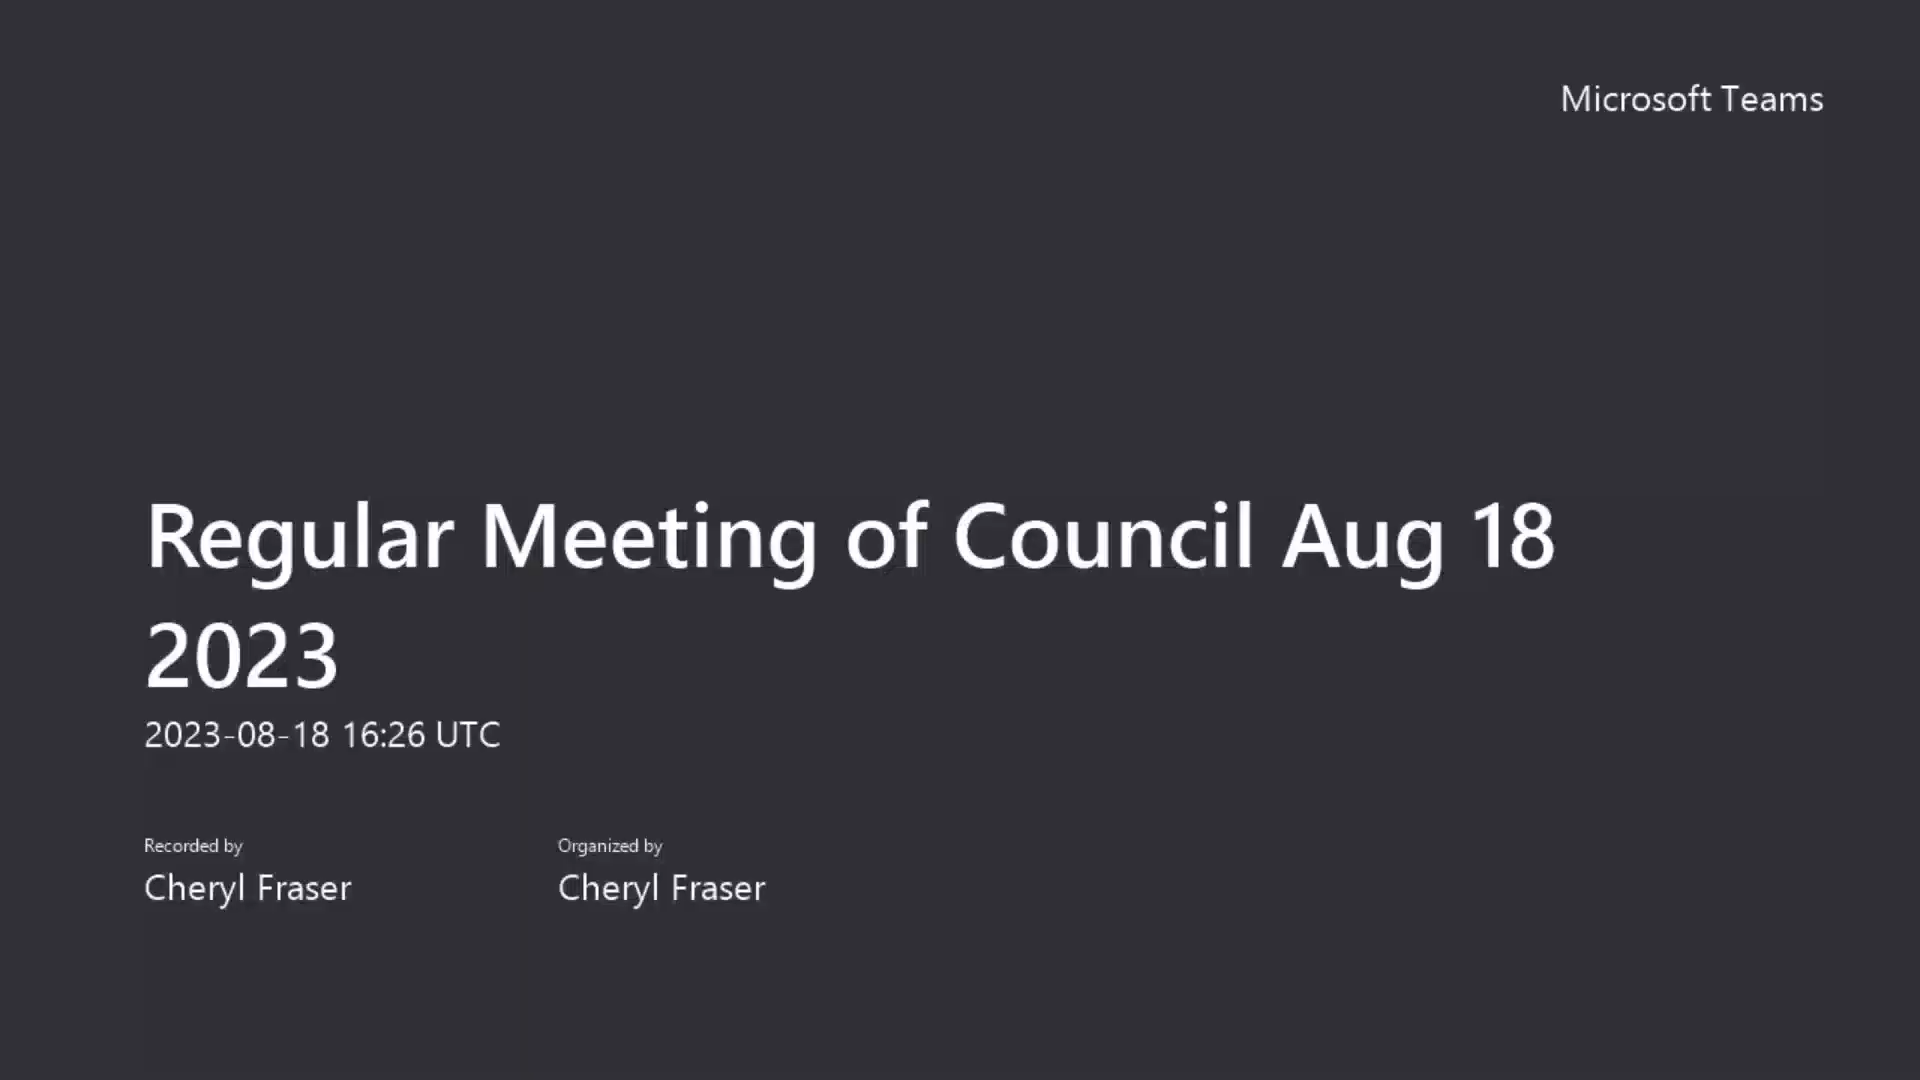 Microsoft Teams
Regular Meeting of Council Aug 18
2023
2023-08-18 16:26 UTC
Recorded by
Cheryl Fraser
Organized by
Cheryl Fraser